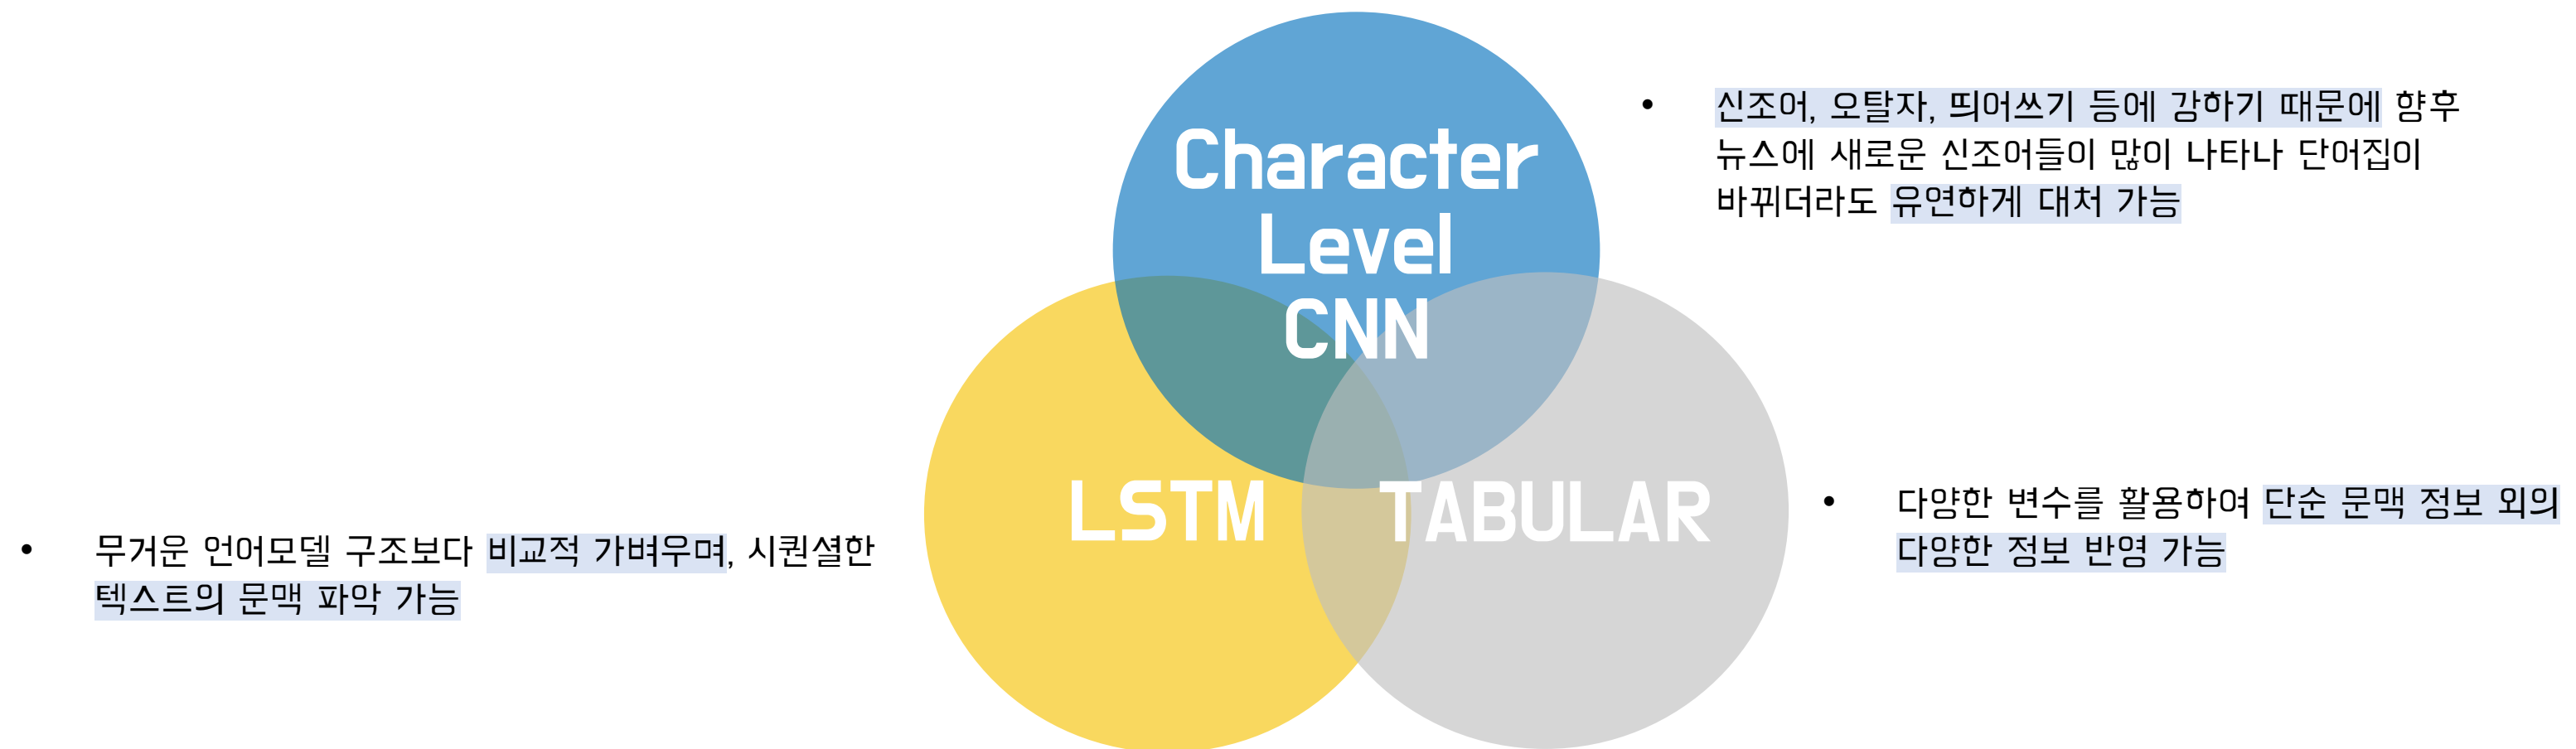 Character
Level
CNN
• 신조어, 오탈자, 띄어쓰기 등에 강하기 때문에 향후
뉴스에 새로운 신조어들이 많이 나타나 단어집이
바뀌더라도 유연하게 대처 가능
LSTM
TABULAR
• 다양한 변수를 활용하여 단순 문맥 정보 외의
다양한 정보 반영 가능
• 무거운 언어모델 구조보다 비교적 가벼우며, 시퀀셜한
텍스트의 문맥 파악 가능